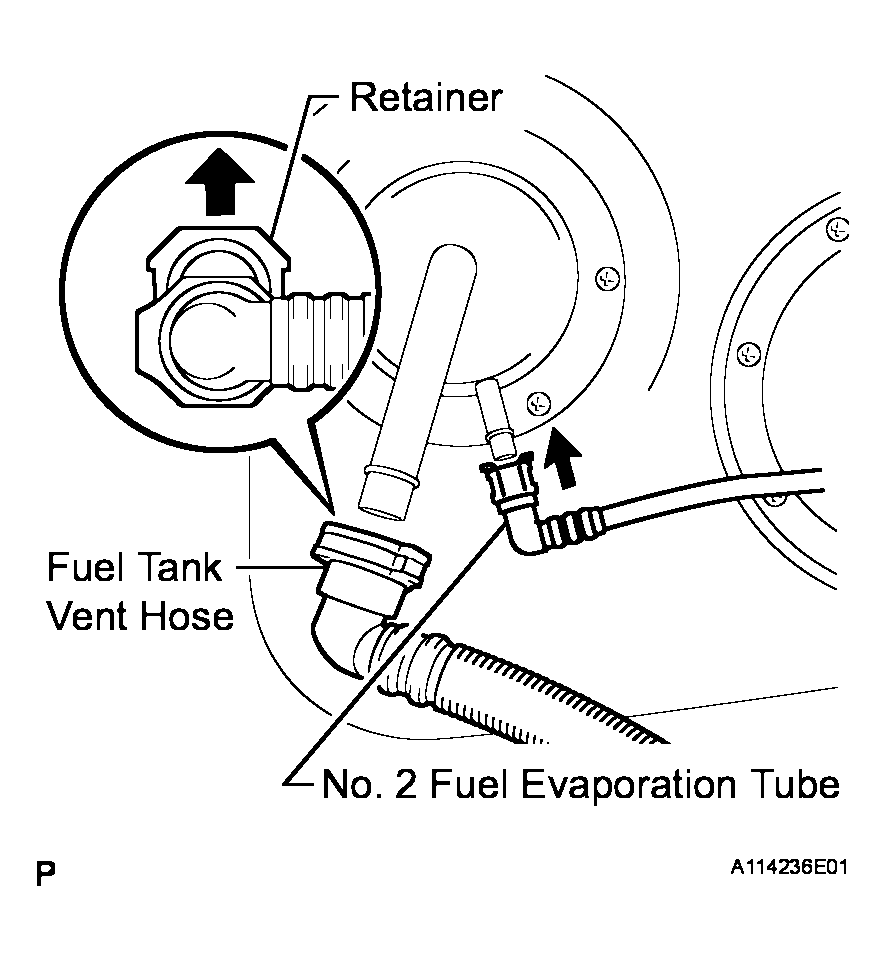 Retainer
Fuel Tank
Vent Hose
No. 2 Fuel Evaporation Tube
P
A114236E01